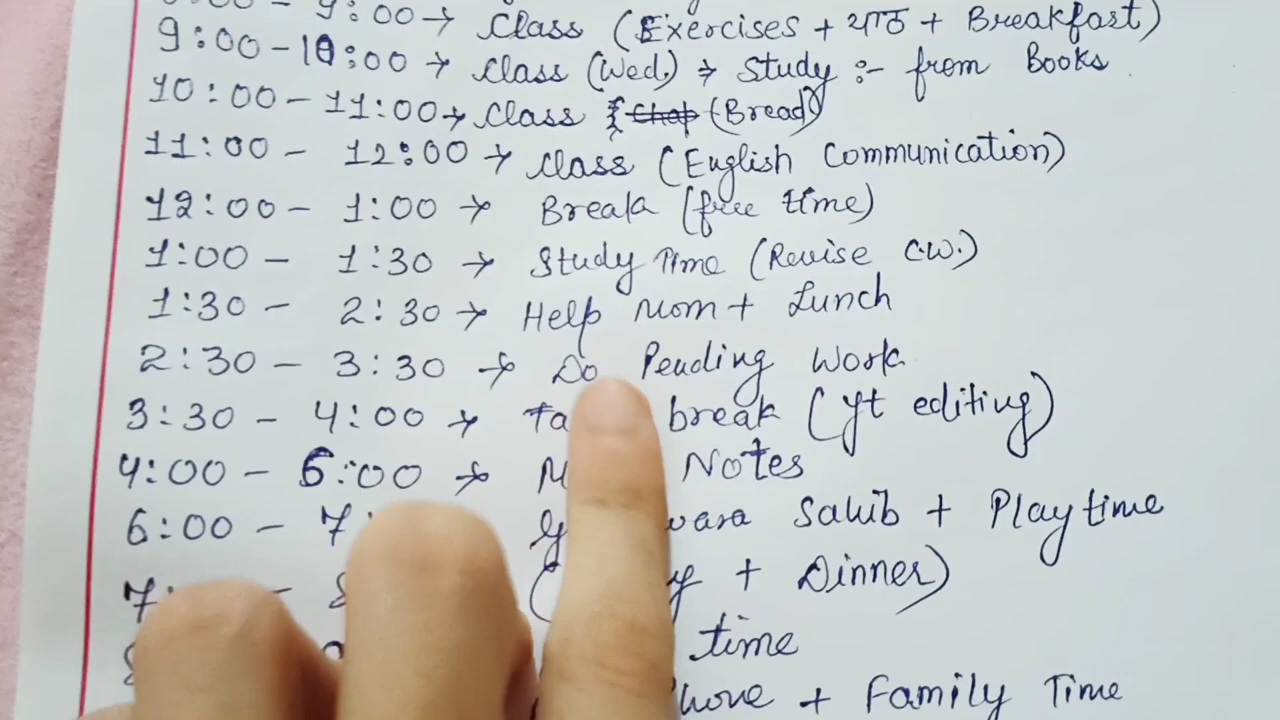 9:00 → Class (Exercises + ਪਾਠ + Breakfast)
9:00 - 10:00 → Class (Wed.) → Study :- from Books
10:00 - 11:00 → Class (Bread)
11:00 - 12:00 → Class (English Communication)
12:00 - 1:00 → Break (free time)
1:00 - 1:30 → Study Time (Revise C.W.)
1:30 - 2:30 → Help Mom + Lunch
2:30 - 3:30 → Do Pending Work
3:30 - 4:00 → break (yt editing)
4:00 - 6:00 → Notes
6:00 - 7: Sahib + Playtime
7: + Dinner)
time
+ Family Time